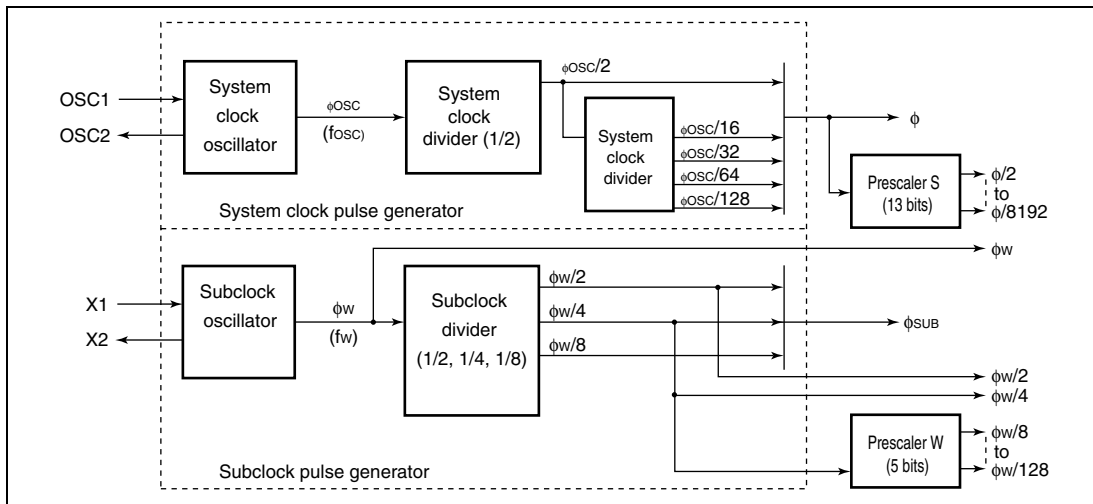 OSC1
OSC2
System
clock
oscillator
ϕOSC
(fOSC)
System
clock
divider (1/2)
ϕOSC/2
System
clock
divider
ϕOSC/16
ϕOSC/32
ϕOSC/64
ϕOSC/128
ϕ
Prescaler S
(13 bits)
ϕ/2
to
ϕ/8192
System clock pulse generator
ϕW
X1
X2
Subclock
oscillator
ϕW
(fW)
Subclock
divider
(1/2, 1/4, 1/8)
ϕW/2
ϕW/4
ϕW/8
ϕSUB
ϕW/2
ϕW/4
Prescaler W
(5 bits)
ϕW/8
to
ϕW/128
Subclock pulse generator